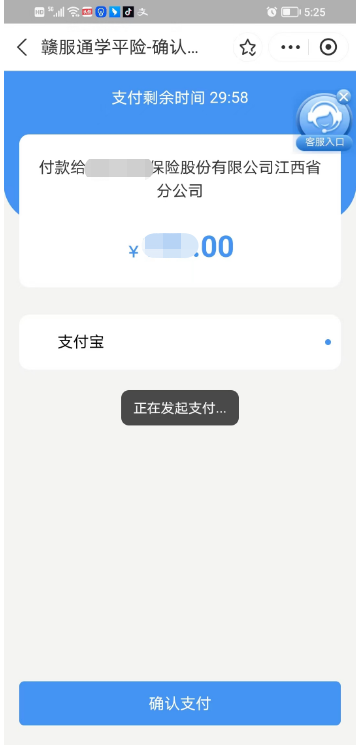 5:25
赣服通学平险-确认...
支付剩余时间 29:58
客服入口
付款给 保险股份有限公司江西省
分公司
¥ .00
支付宝
正在发起支付...
确认支付